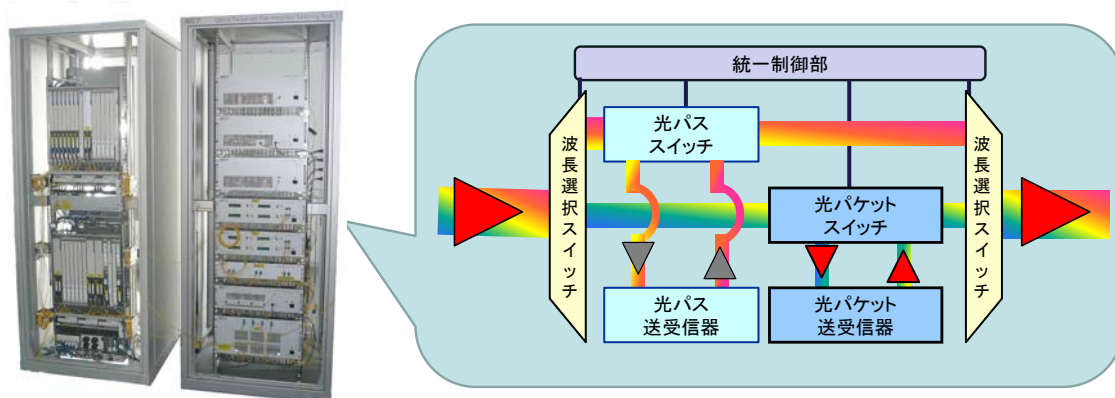 統一制御部
波長選択スイッチ
光パス
スイッチ
光パケット
スイッチ
波長選択スイッチ
光パス
送受信器
光パケット
送受信器